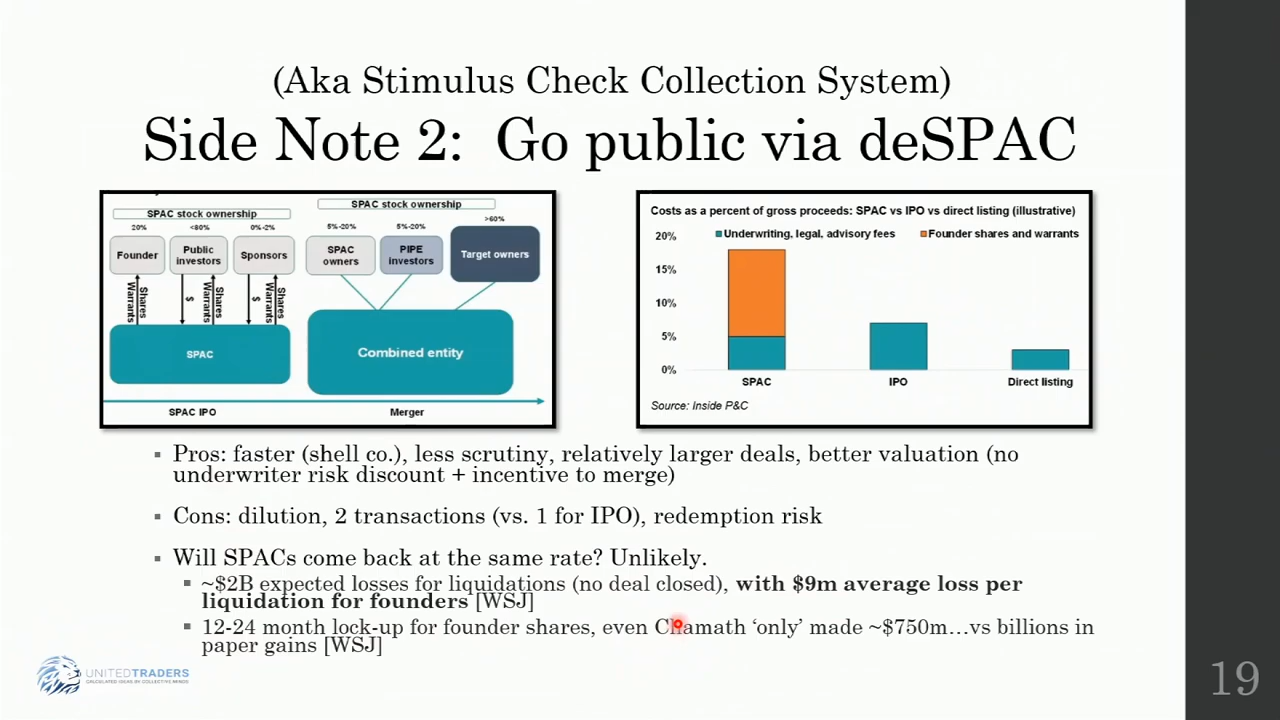 (Aka Stimulus Check Collection System)
Side Note 2: Go public via deSPAC
SPAC stock ownership
20%
<80%
0%-2%
Founder
Public
investors
Sponsors
Warrants
Shares
$
Warrants
Shares
$
Warrants
Shares
SPAC
SPAC stock ownership
5%-20%
5%-20%
>60%
SPAC
owners
PIPE
investors
Target owners
Combined entity
SPAC IPO
Merger
Costs as a percent of gross proceeds: SPAC vs IPO vs direct listing (illustrative)
Underwriting, legal, advisory fees
Founder shares and warrants
20%
15%
10%
5%
0%
SPAC
IPO
Direct listing
Source: Inside P&C
▪ Pros: faster (shell co.), less scrutiny, relatively larger deals, better valuation (no
underwriter risk discount + incentive to merge)
▪ Cons: dilution, 2 transactions (vs. 1 for IPO), redemption risk
▪ Will SPACs come back at the same rate? Unlikely.
▪ ~$2B expected losses for liquidations (no deal closed), with $9m average loss per
liquidation for founders [WSJ]
▪ 12-24 month lock-up for founder shares, even Chamath ‘only’ made ~$750m…vs billions in
paper gains [WSJ]
UNITEDTRADERS
CALCULATED IDEAS BY COLLECTIVE MINDS
19